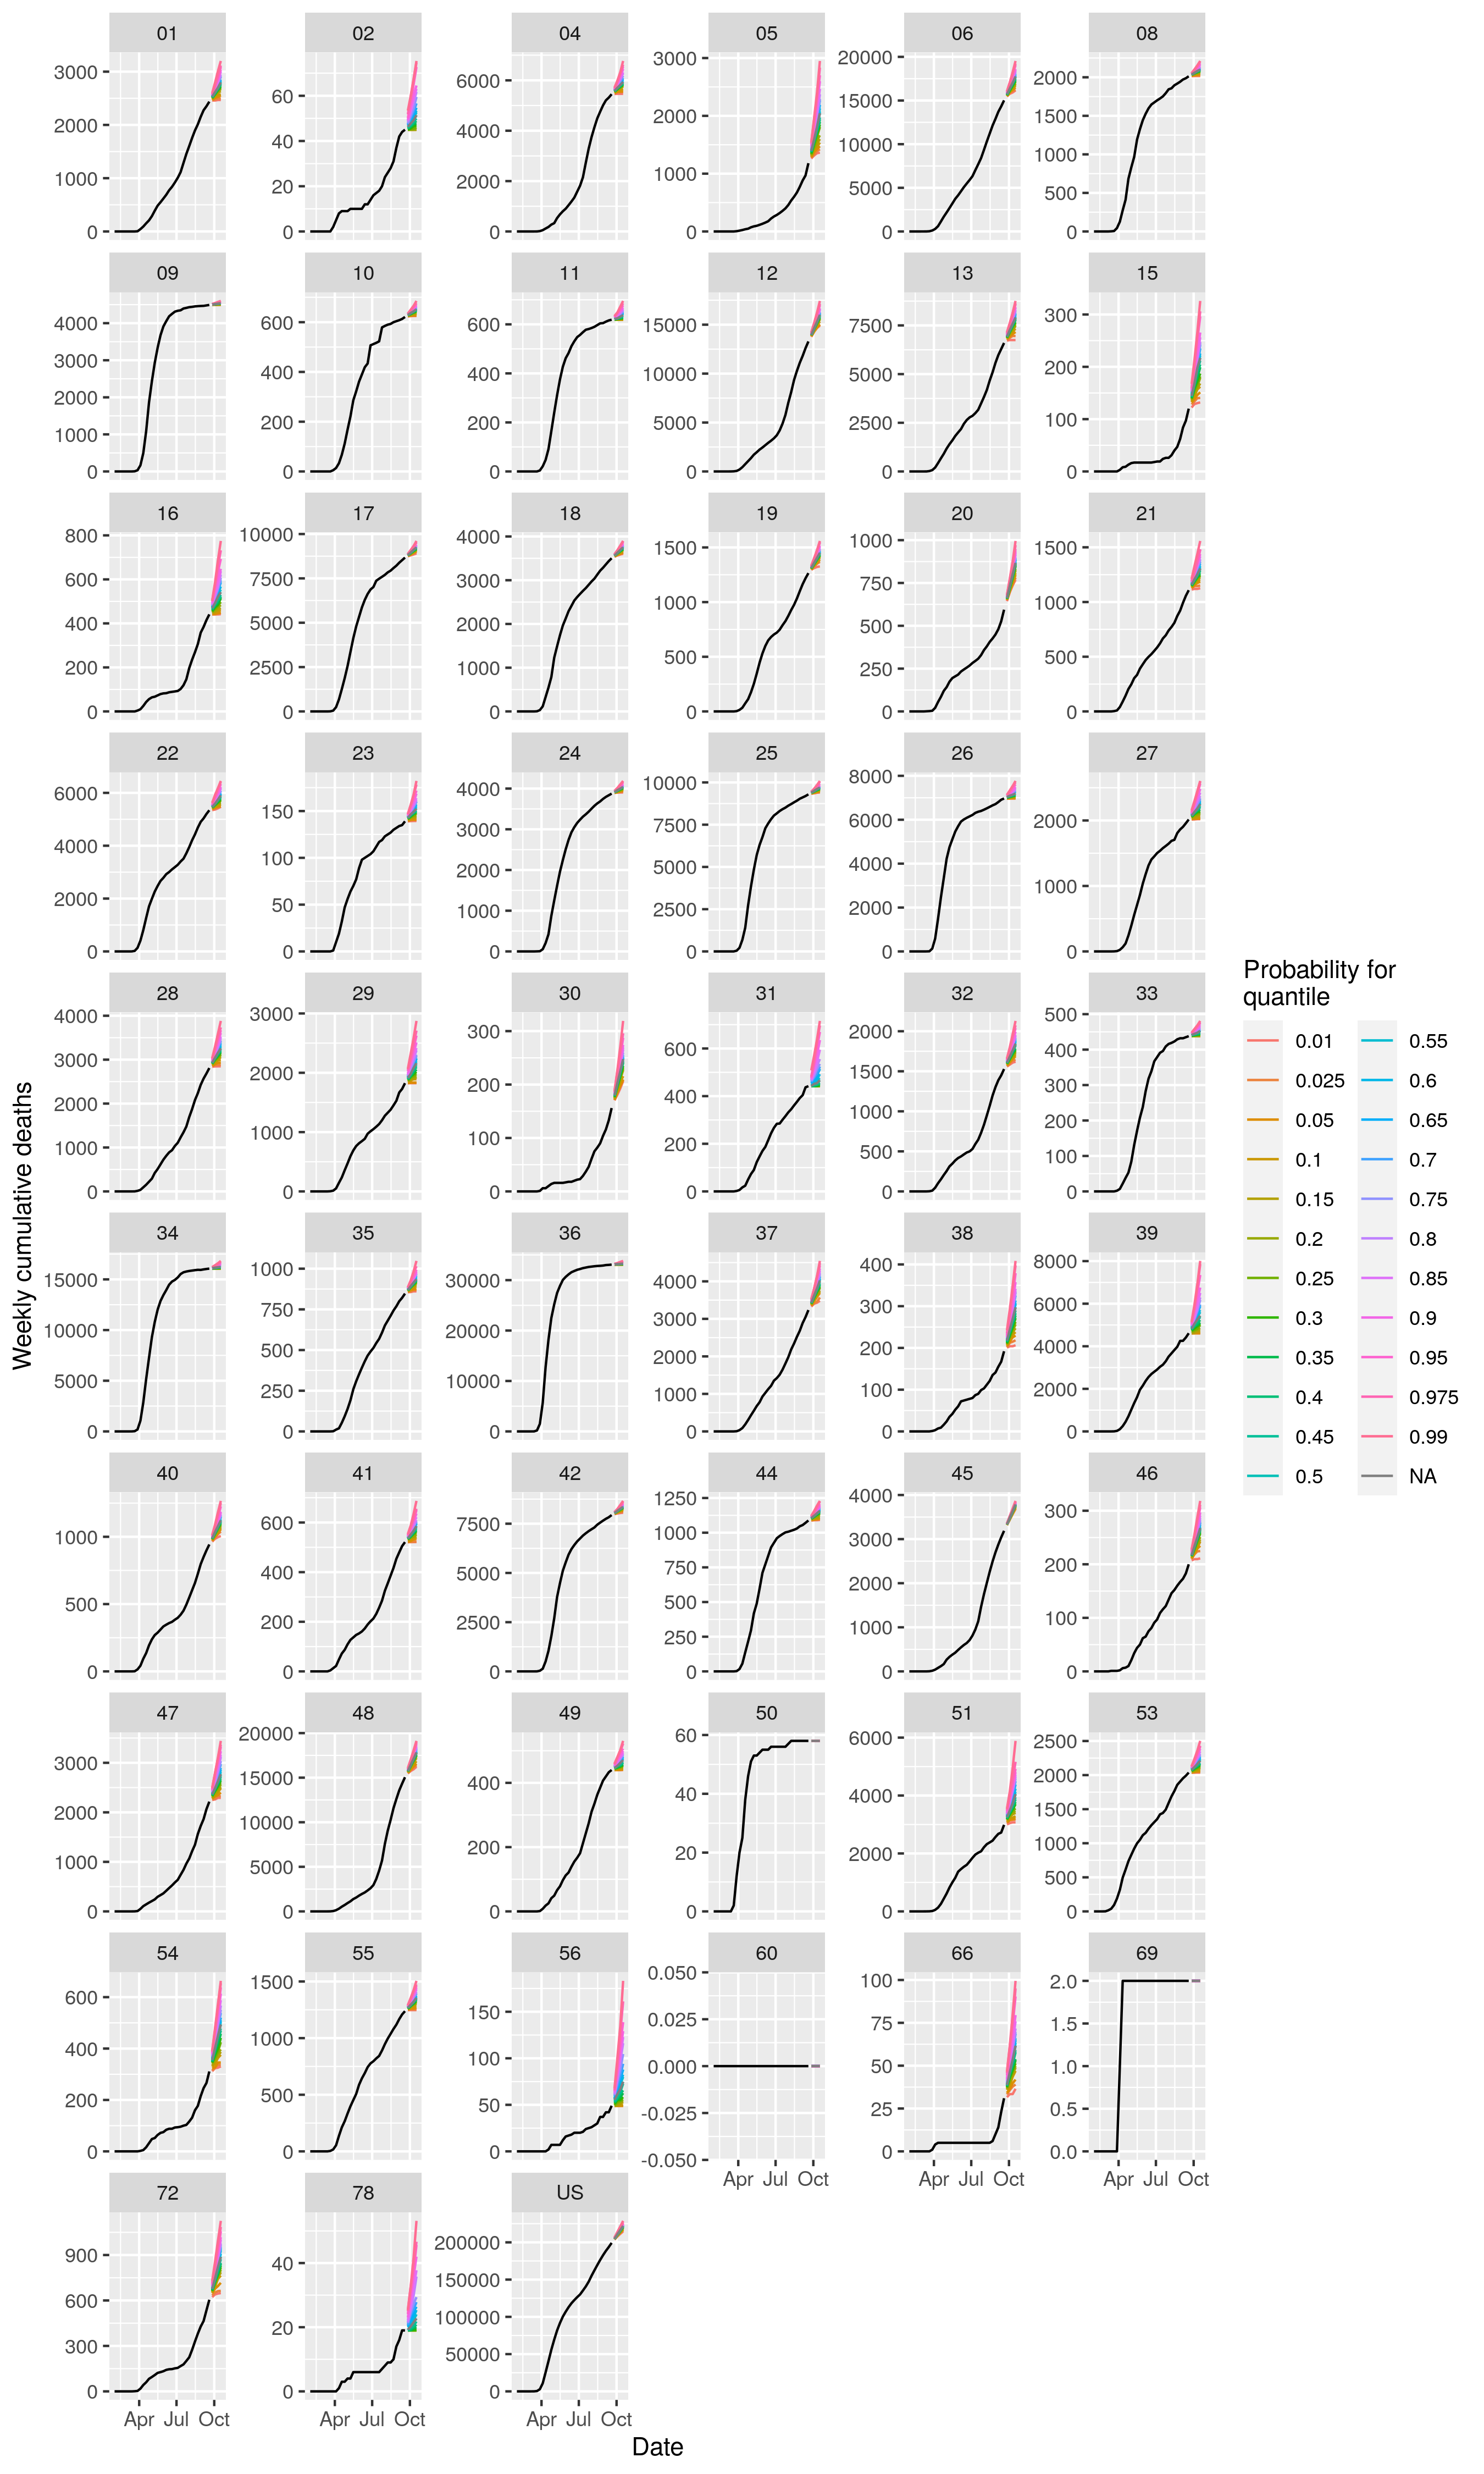 01 02 04 05 06 08
3000 2000 1000 0
60 40 20 0
6000 4000 2000 0
3000 2000 1000 0
20000 15000 10000 5000 0
2000 1500 1000 500 0
09 10 11 12 13 15
4000 3000 2000 1000 0
600 400 200 0
600 400 200 0
15000 10000 5000 0
7500 5000 2500 0
300 200 100 0
16 17 18 19 20 21
800 600 400 200 0
10000 7500 5000 2500 0
4000 3000 2000 1000 0
1500 1000 500 0
1000 750 500 250 0
1500 1000 500 0
22 23 24 25 26 27
6000 4000 2000 0
150 100 50 0
4000 3000 2000 1000 0
10000 7500 5000 2500 0
8000 6000 4000 2000 0
2000 1000 0
28 29 30 31 32 33
4000 3000 2000 1000 0
3000 2000 1000 0
300 200 100 0
600 400 200 0
2000 1500 1000 500 0
500 400 300 200 100 0
34 35 36 37 38 39
15000 10000 5000 0
1000 750 500 250 0
30000 20000 10000 0
4000 3000 2000 1000 0
400 300 200 100 0
8000 6000 4000 2000 0
40 41 42 44 45 46
1000 500 0
600 400 200 0
7500 5000 2500 0
1250 1000 750 500 250 0
4000 3000 2000 1000 0
300 200 100 0
47 48 49 50 51 53
3000 2000 1000 0
20000 15000 10000 5000 0
400 200 0
60 40 20 0
6000 4000 2000 0
2500 2000 1500 1000 500 0
54 55 56 60 66 69
600 400 200 0
1500 1000 500 0
150 100 50 0
0.050 0.025 0.000 -0.025 -0.050
100 75 50 25 0
2.0 1.5 1.0 0.5 0.0
Apr Jul Oct Apr Jul Oct Apr Jul Oct
72 78 US
900 600 300 0
40 20 0
200000 150000 100000 50000 0
Apr Jul Oct Apr Jul Oct Apr Jul Oct
Date
Weekly cumulative deaths
Probability for
quantile
0.01 0.55
0.025 0.6
0.05 0.65
0.1 0.7
0.15 0.75
0.2 0.8
0.25 0.85
0.3 0.9
0.35 0.95
0.4 0.975
0.45 0.99
0.5 NA